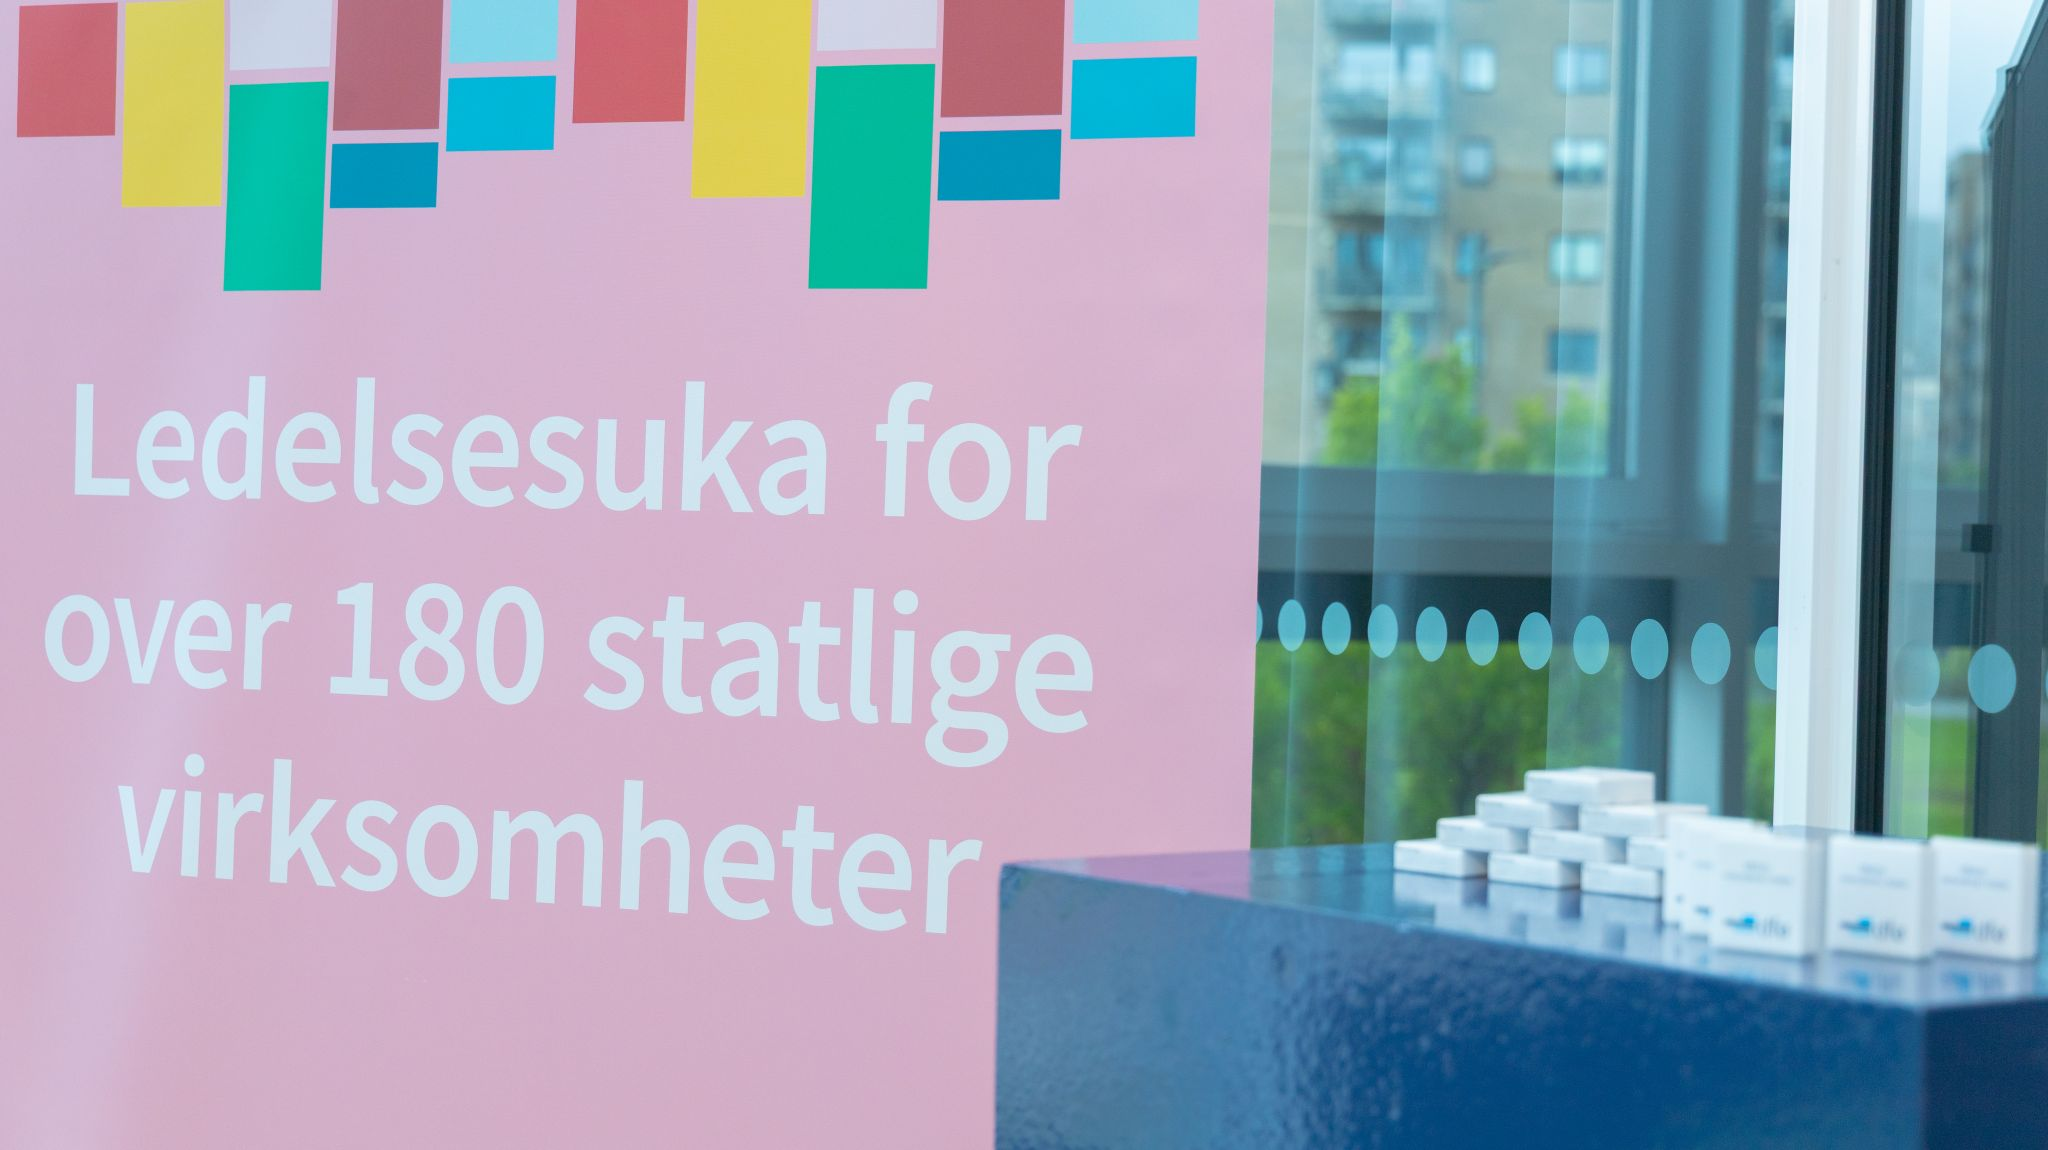 Ledelsesuka for
over 180 statlige
virksomheter